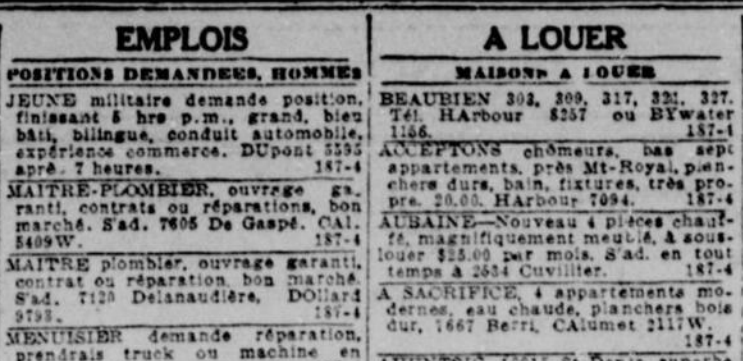 EMPLOIS
POSITIONS DEMANDEES, HOMMES
JEUNE militaire demande position,
finissant 5 hrs p.m., grand, bien
bâti, bilingue, conduit automobile,
expérience commerce. DUpont 3595
après 7 heures. 187-4
MAITRE-PLOMBIER, ouvrage ga-
ranti, contrats ou réparations, bon
marché. S'ad. 7605 De Gaspé. CAl.
5409W. 187-4
MAITRE plombier, ouvrage garanti,
contrat ou réparation, bon marché.
S'ad. 7120 Delanaudière, DOllard
9793. 187-4
MENUISIER demande réparation,
prendrais truck ou machine en
A LOUER
MAISONS A LOUER
BEAUBIEN 303, 309, 317, 321, 327.
Tél. HArbour 8257 ou BYwater
1156. 187-4
ACCEPTONS chômeurs, bas sept
appartements, près Mt-Royal, plan-
chers durs, bain, fixtures, très pro-
pre. 20.00. HArbour 7094. 187-4
AUBAINE—Nouveau 4 pièces chauf-
fé, magnifiquement meublé, à sous-
louer $25.00 par mois. S'ad. en tout
temps à 2534 Cuvillier. 187-4
A SACRIFICE, 4 appartements mo-
dernes, eau chaude, planchers bois
dur, 7667 Berri, CAlumet 2117W.
187-4